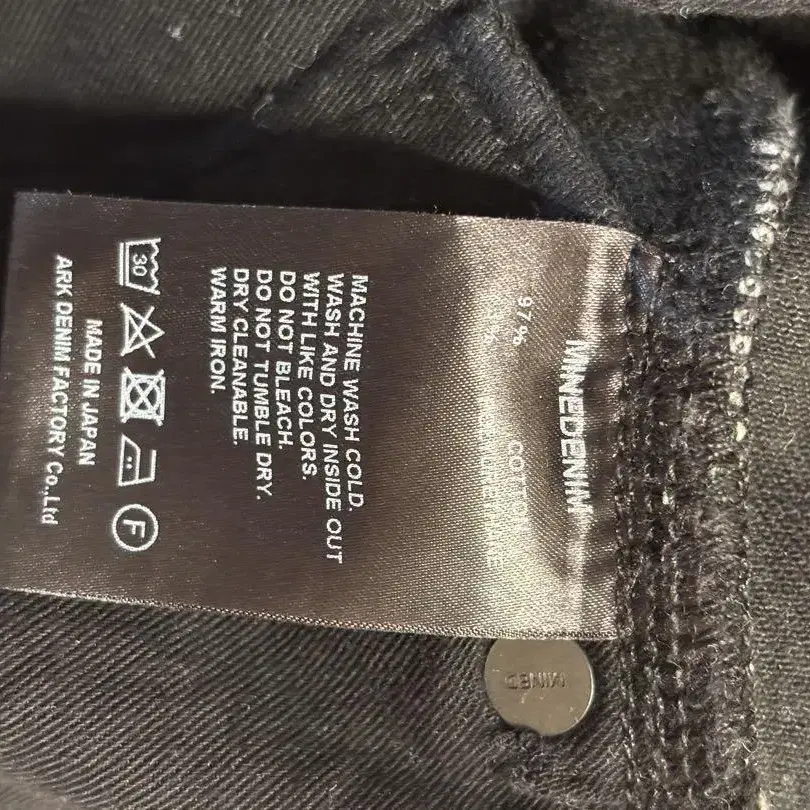 MINEDENIM
97% COTTON
MACHINE WASH COLD.
WASH AND DRY INSIDE OUT
WITH LIKE COLORS.
DO NOT BLEACH.
DO NOT TUMBLE DRY.
DRY CLEANABLE.
WARM IRON.
30
F
MADE IN JAPAN
ARK DENIM FACTORY Co.,Ltd
MINED